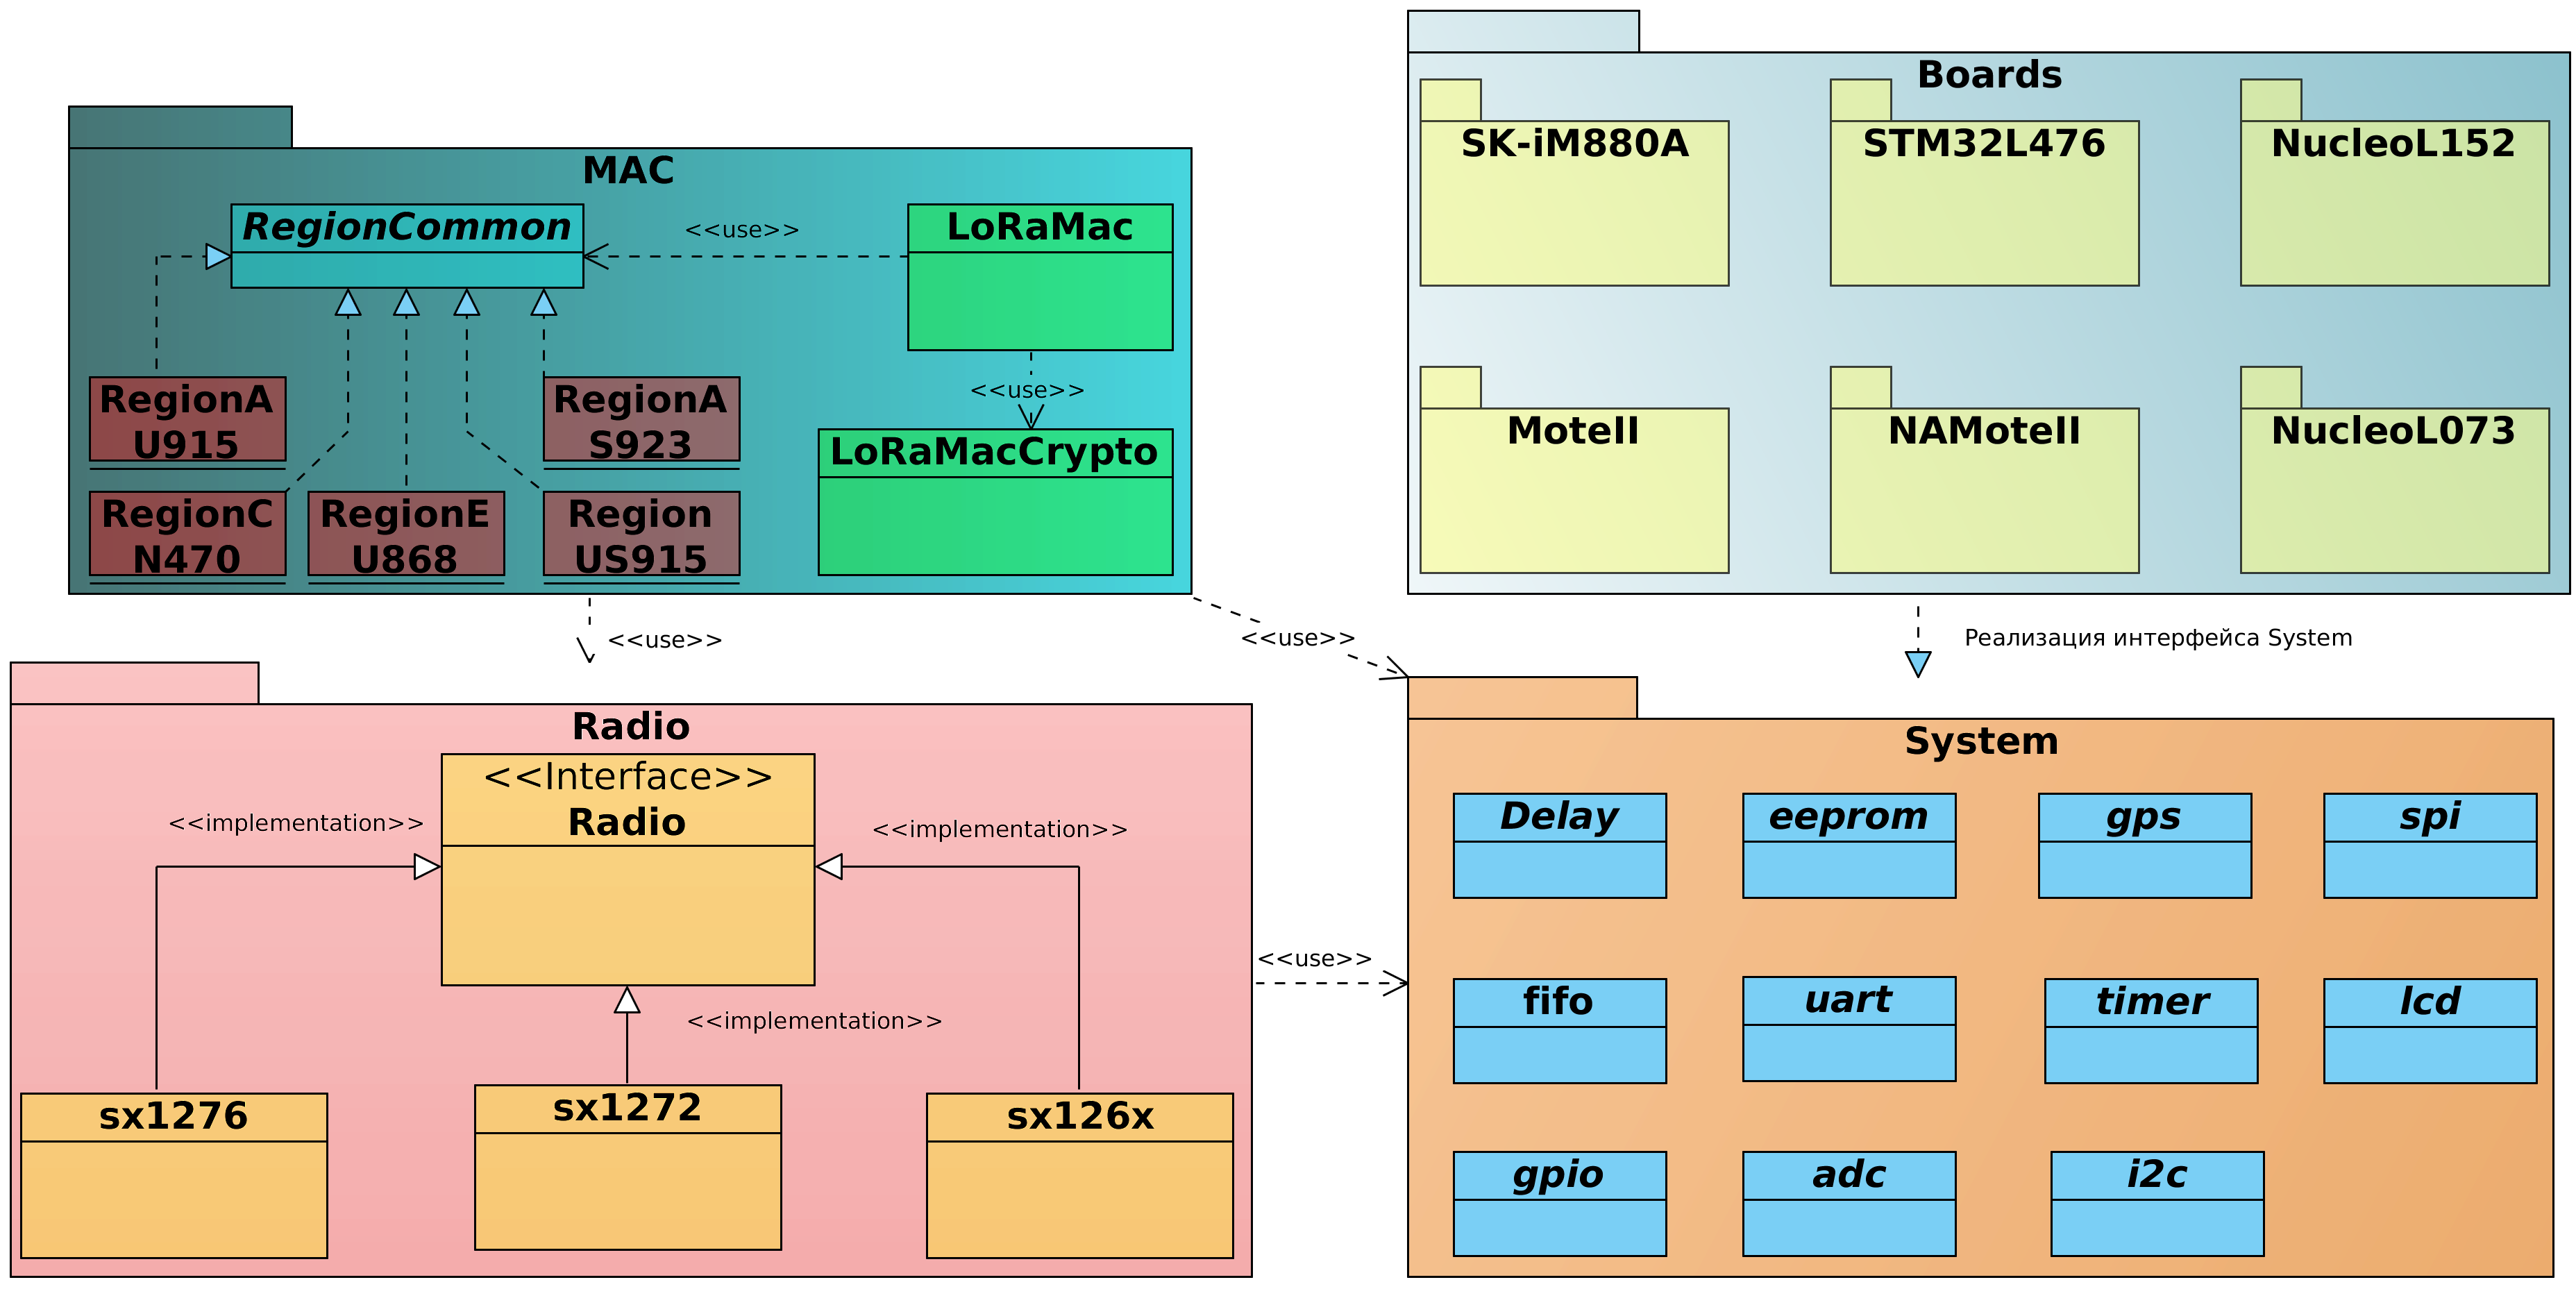 MAC
RegionCommon
<<use>>
LoRaMac
<<use>>
RegionA
U915
RegionA
S923
LoRaMacCrypto
RegionC
N470
RegionE
U868
Region
US915
Boards
SK-iM880A
STM32L476
NucleoL152
MoteII
NAMoteII
NucleoL073
<<use>>
<<use>>
Реализация интерфейса System
Radio
<<Interface>>
Radio
<<implementation>>
<<implementation>>
<<implementation>>
sx1276
sx1272
sx126x
<<use>>
System
Delay
eeprom
gps
spi
fifo
uart
timer
lcd
gpio
adc
i2c